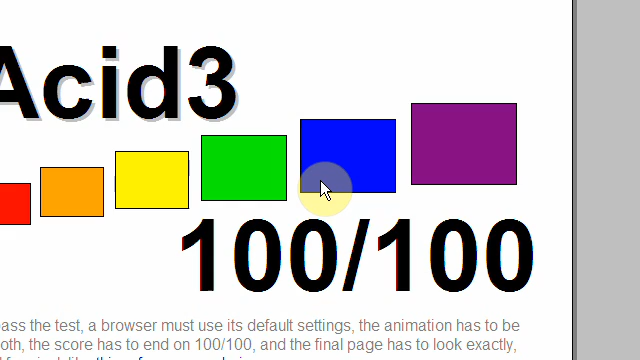 Acid3
100/100
ass the test, a browser must use its default settings, the animation has to be
oth, the score has to end on 100/100, and the final page has to look exactly,